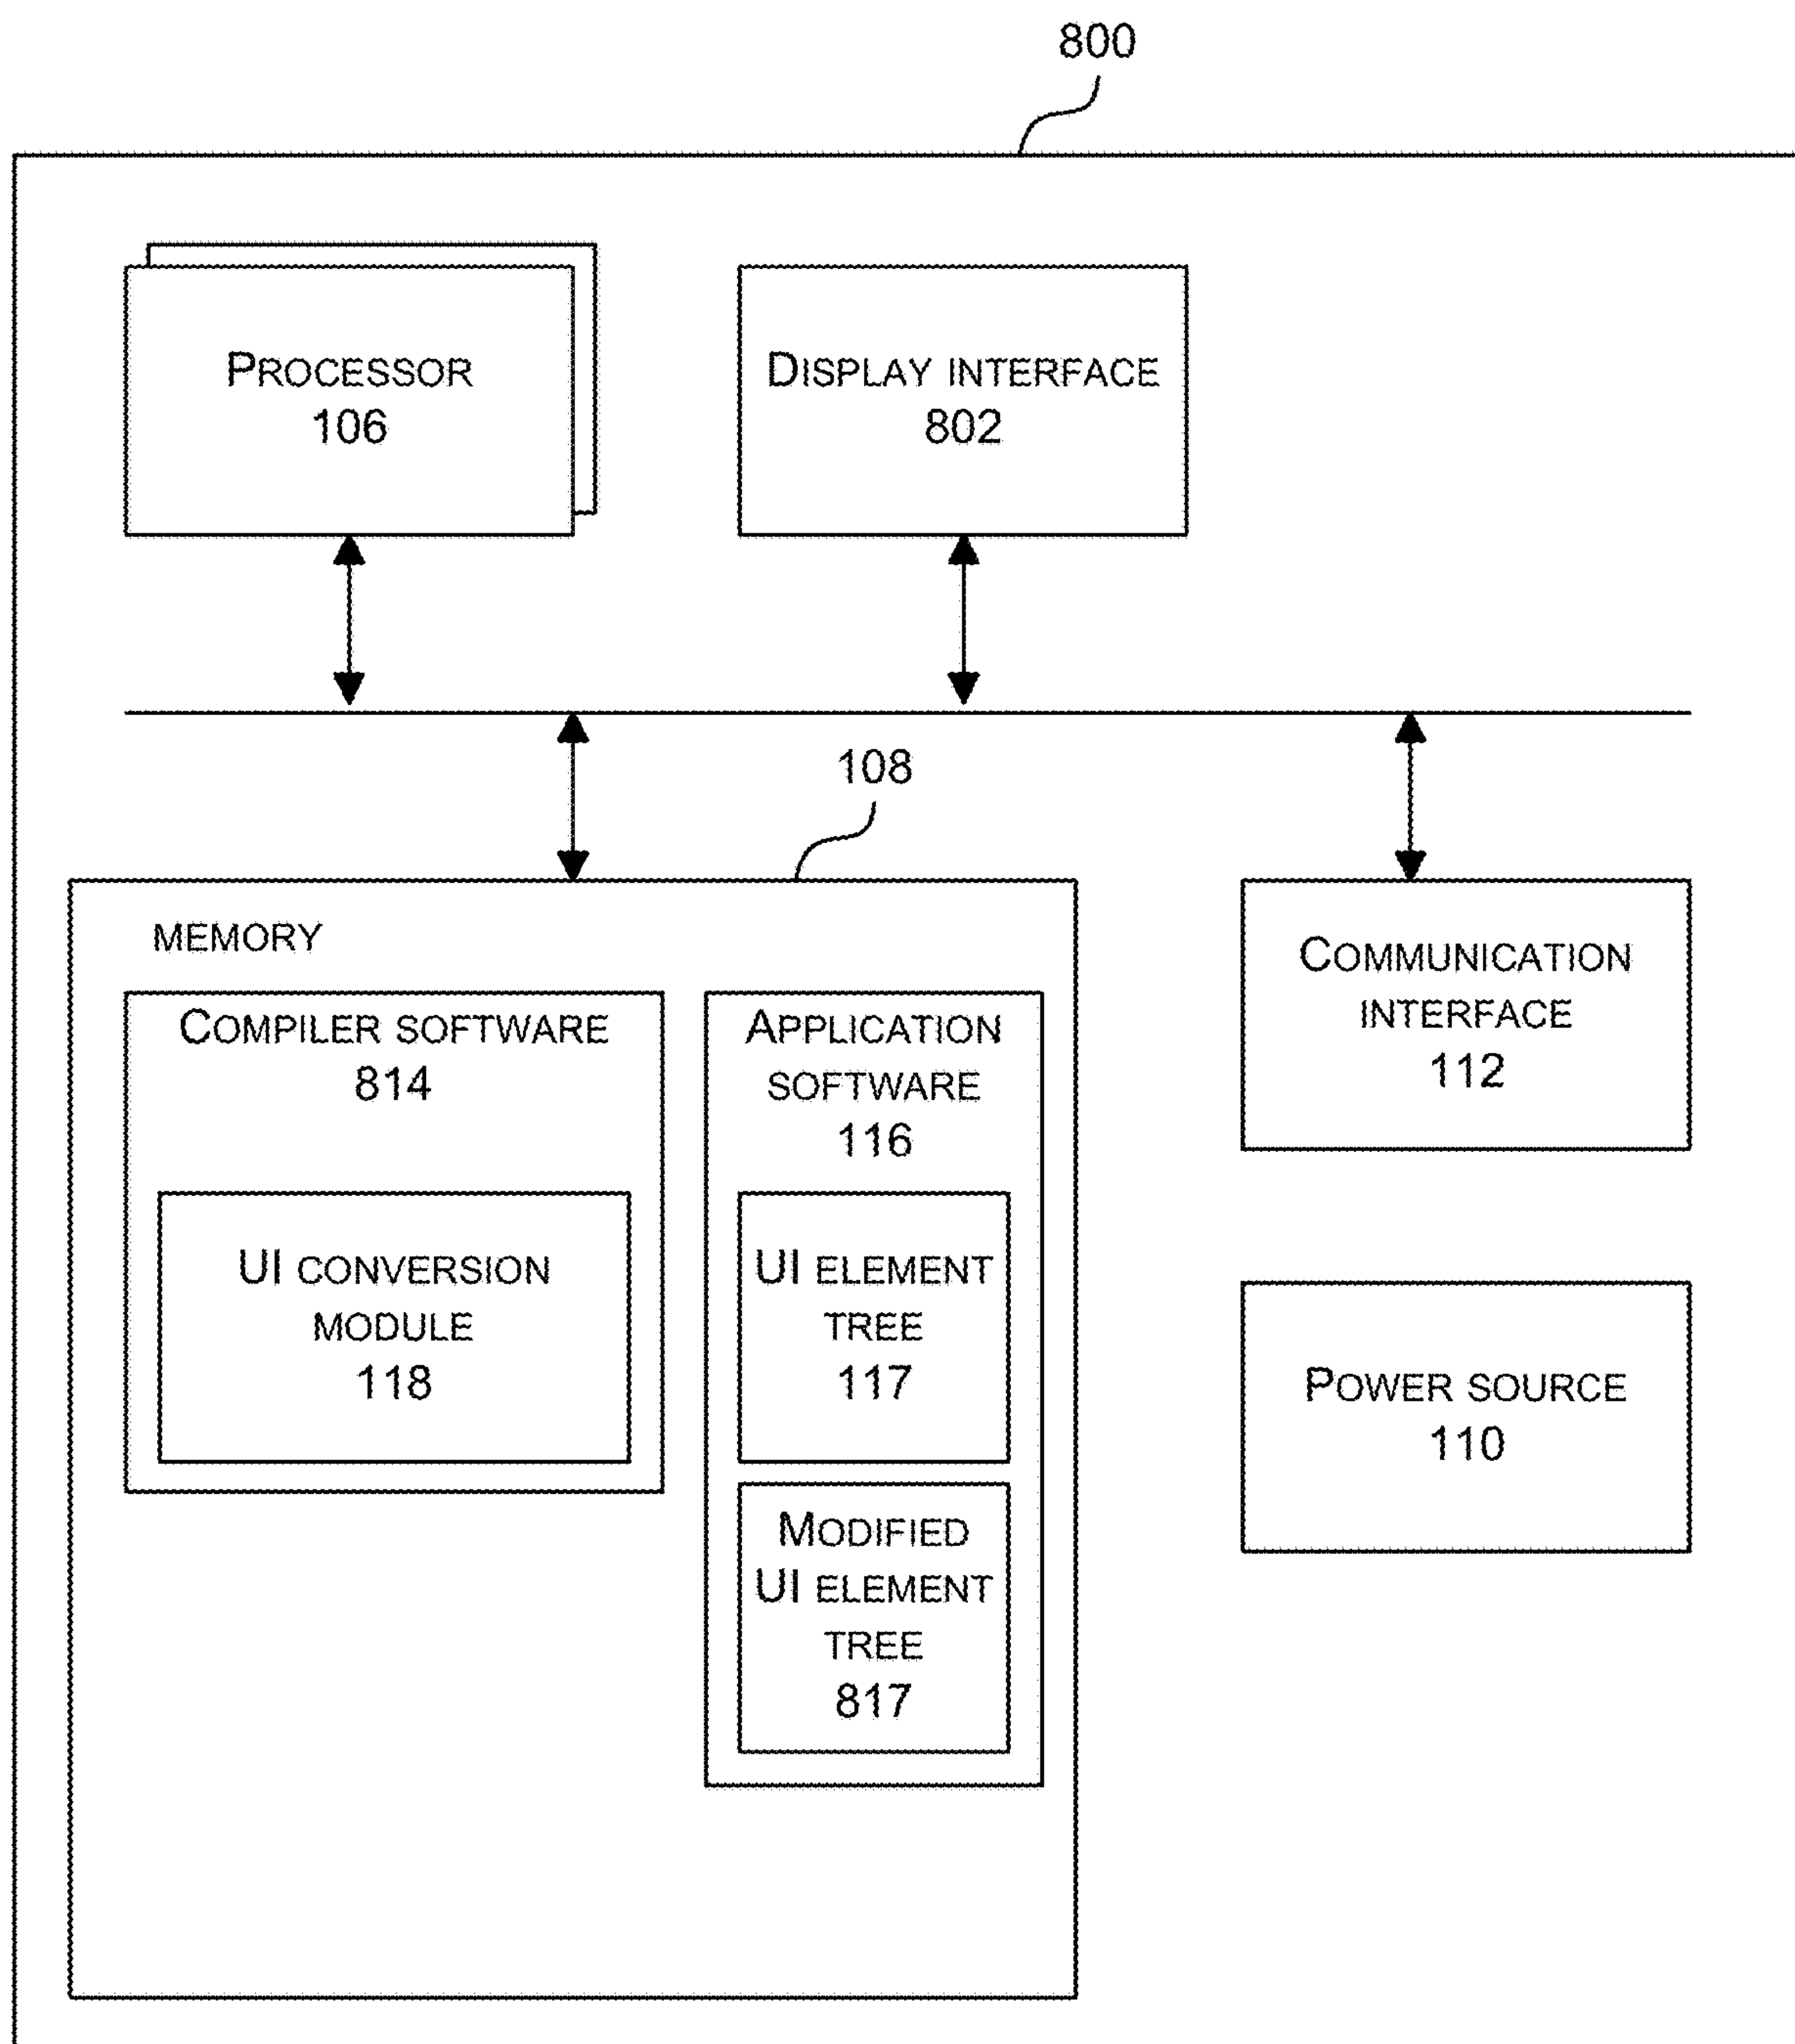 800
PROCESSOR
106
DISPLAY INTERFACE
802
108
MEMORY
COMPILER SOFTWARE
814
UI CONVERSION
MODULE
118
APPLICATION
SOFTWARE
116
UI ELEMENT
TREE
117
MODIFIED
UI ELEMENT
TREE
817
COMMUNICATION
INTERFACE
112
POWER SOURCE
110